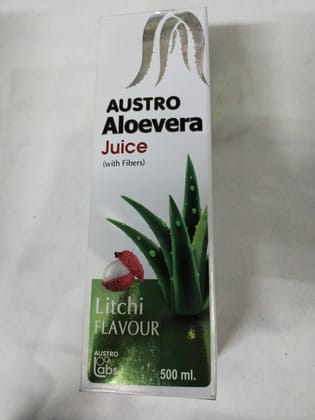 AUSTRO
Aloevera
Juice
(with Fibers)
Litchi
FLAVOUR
AUSTRO
Labs
500 ml.